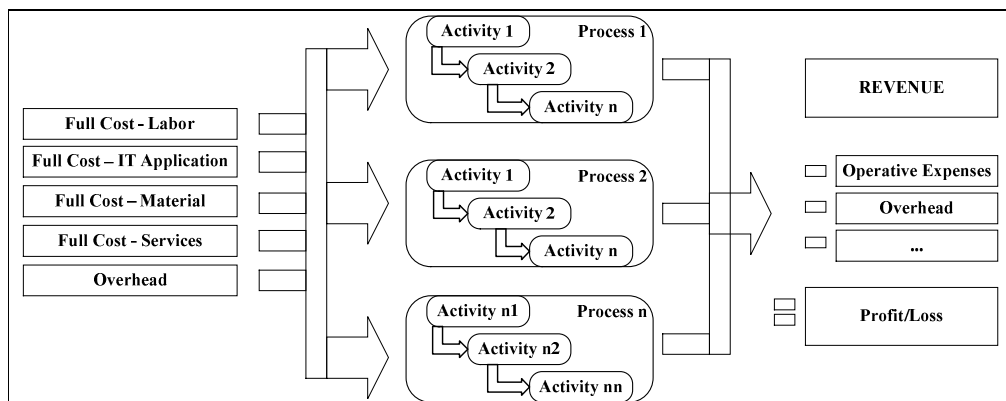 Full Cost - Labor
Full Cost – IT Application
Full Cost – Material
Full Cost - Services
Overhead
Process 1
Activity 1
Activity 2
Activity n
Process 2
Activity 1
Activity 2
Activity n
Process n
Activity n1
Activity n2
Activity nn
REVENUE
Operative Expenses
Overhead
...
Profit/Loss